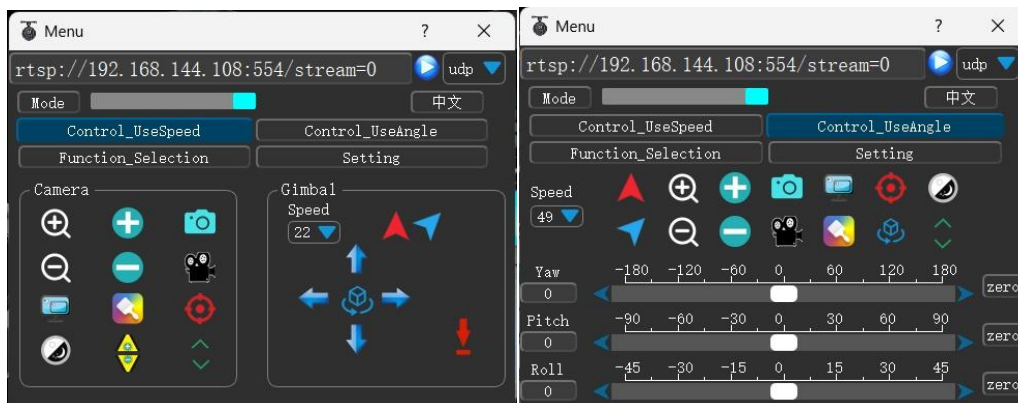 Menu ? ×
rtsp://192.168.144.108:554/stream=0 udp
Mode 中文
Control_UseSpeed Control_UseAngle
Function_Selection Setting
Camera Gimbal
Speed
22
Menu ? ×
rtsp://192.168.144.108:554/stream=0 udp
Mode 中文
Control_UseSpeed Control_UseAngle
Function_Selection Setting
Speed
49
Yaw -180 -120 -60 0 60 120 180
0 zero
Pitch -90 -60 -30 0 30 60 90
0 zero
Roll -45 -30 -15 0 15 30 45
0 zero